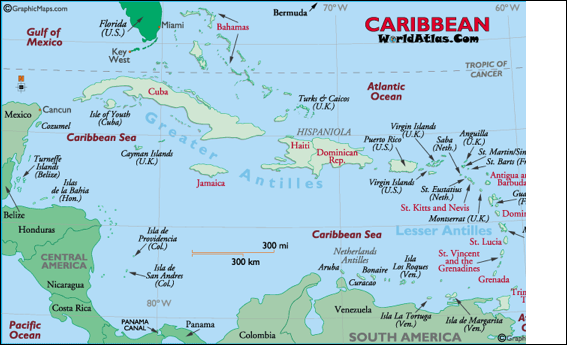 ©GraphicMaps.com
Bermuda
70°W
60°W
Florida
(U.S.)
Miami
Gulf of
Mexico
Bahamas
CARIBBEAN
WorldAtlas.Com
Key
West
TROPIC OF
CANCER
Atlantic
Ocean
Cuba
Turks & Caicos
(U.K.)
Mexico
Cancun
Cozumel
Isle of Youth
(Cuba)
Caribbean Sea
Greater
Antilles
HISPANIOLA
Haiti
Dominican
Rep.
Puerto Rico
(U.S.)
Virgin Islands
(U.K.)
Saba
(Neth.)
Anguilla
(U.K.)
St. Martin/Sin
St. Barts (F
Turneffe
Islands
(Belize)
Cayman Islands
(U.K.)
Jamaica
Virgin Islands
(U.S.)
St. Eustatius
(Neth.)
Antigua an
Barbuda
Islas
de la Bahia
(Hon.)
St. Kitts and Nevis
Gua
(F
Montserrat (U.K.)
Domin
Belize
Honduras
Isla de
Providencia
(Col.)
Caribbean Sea
Lesser Antilles
300 mi
300 km
Netherlands
Antilles
St. Lucia
St. Vincent
and the
Grenadines
CENTRAL
AMERICA
Isla de
San Andres
(Col.)
Aruba
Bonaire
Curacao
Isla
Los Roques
(Ven.)
Grenada
Nicaragua
Costa Rica
80°W
Trin
T
Isla La Tortuga
(Ven.)
Isla de Margarita
(Ven.)
Pacific
Ocean
PANAMA
CANAL
Panama
Colombia
Venezuela
SOUTH AMERICA
©GraphicMaps